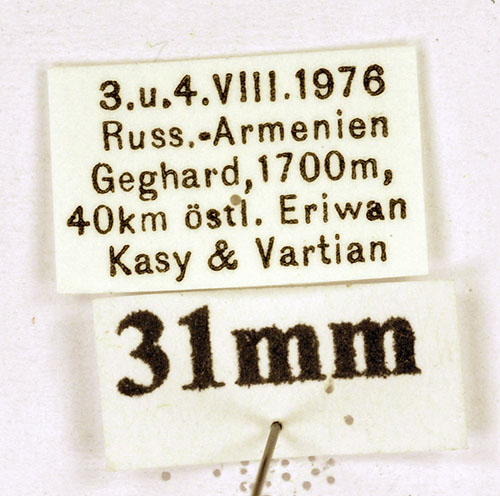 3.u.4.VIII.1976
Russ.-Armenien
Geghard, 1700m,
40km östl. Eriwan
Kasy & Vartian
31mm